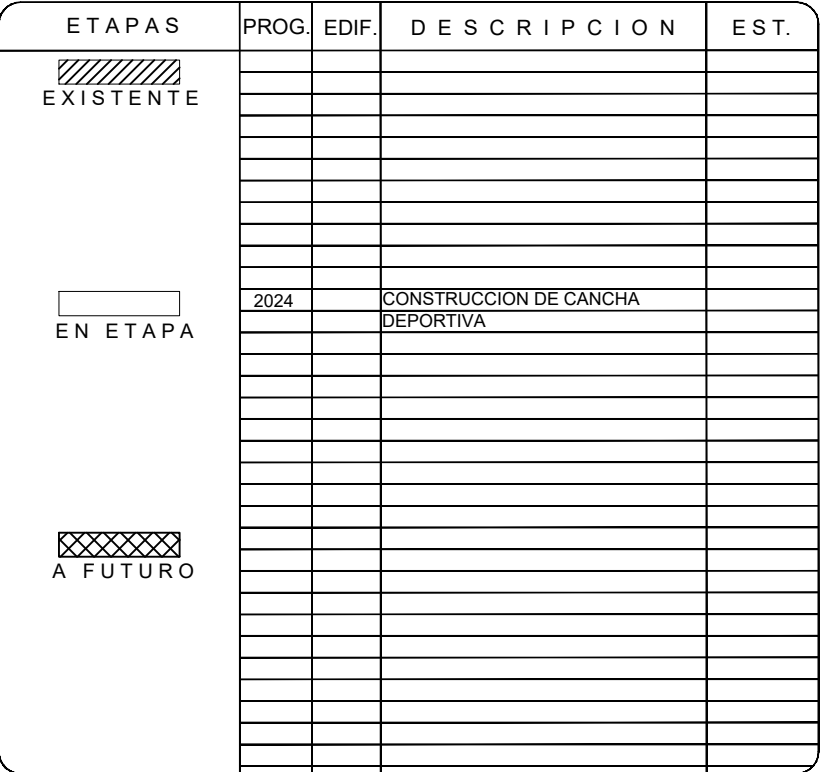 ETAPAS PROG. EDIF. DESCRIPCION EST.
EXISTENTE
2024 CONSTRUCCION DE CANCHA
DEPORTIVA
EN ETAPA
A FUTURO